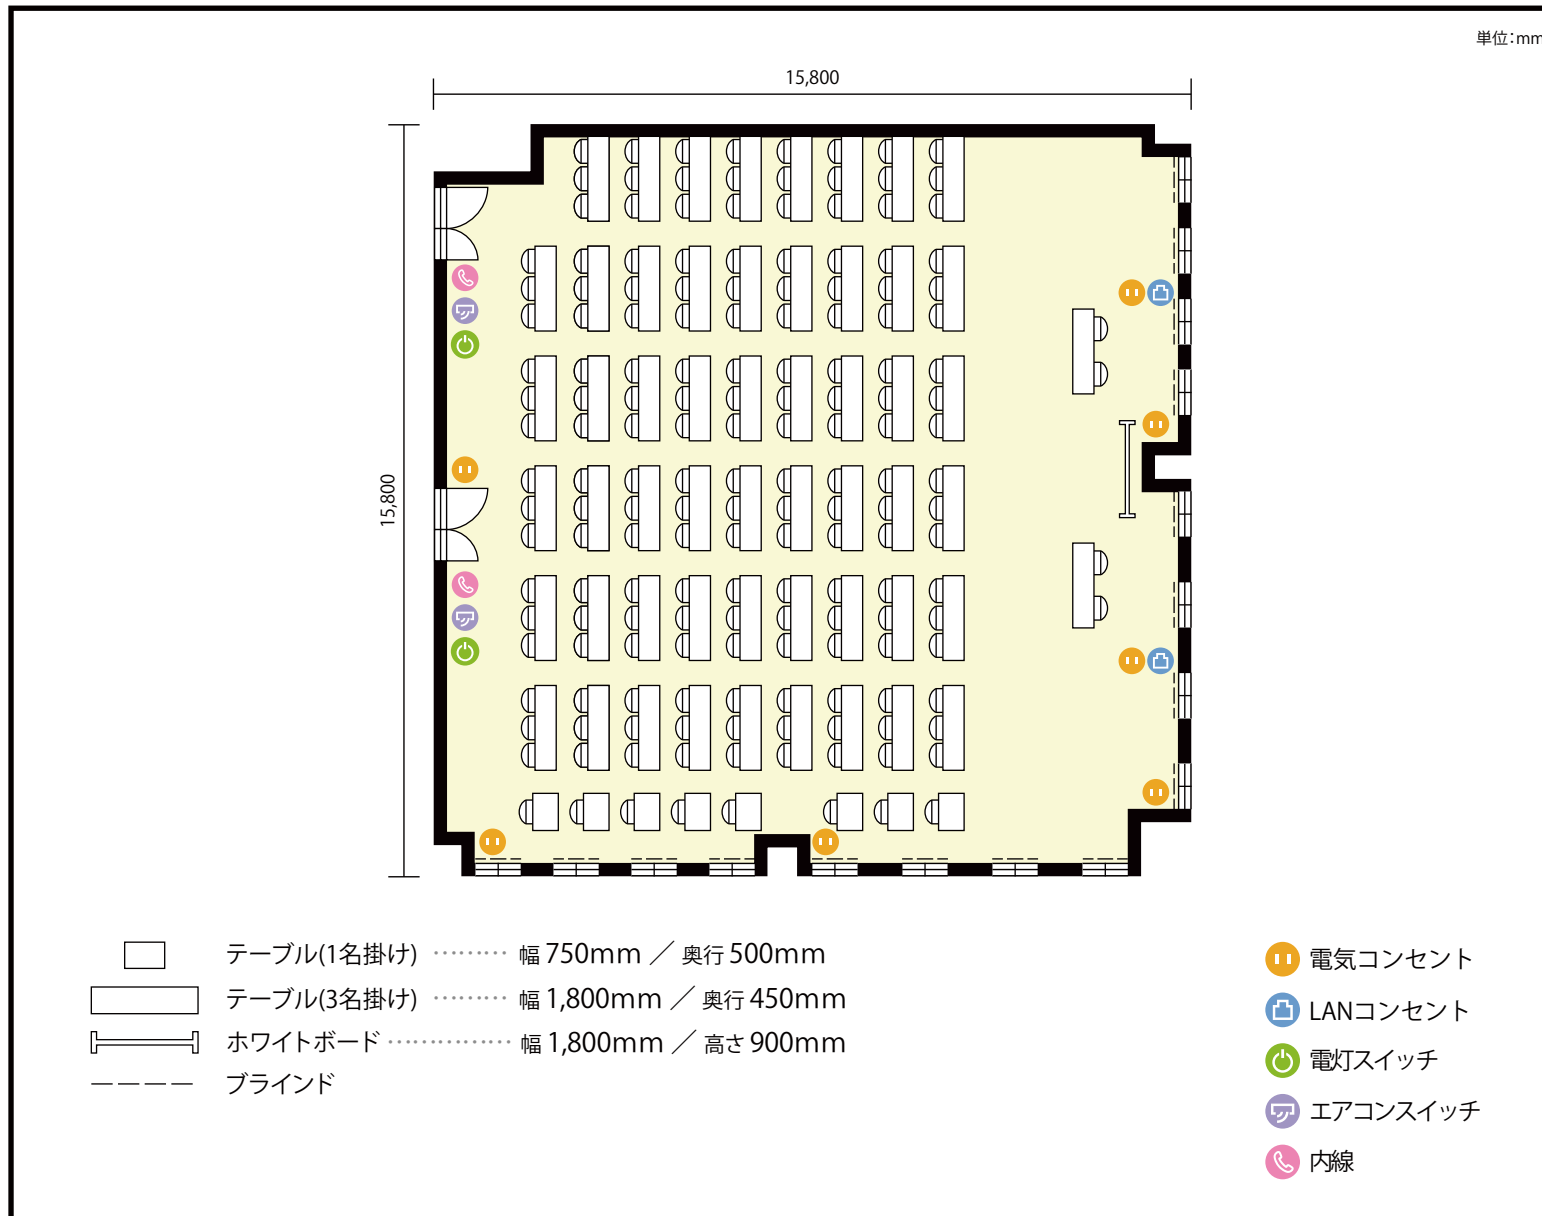 単位:mm
15,800
15,800
テーブル(1名掛け) ……… 幅 750mm ／ 奥行 500mm
テーブル(3名掛け) ……… 幅 1,800mm ／ 奥行 450mm
ホワイトボード …………… 幅 1,800mm ／ 高さ 900mm
ブラインド
電気コンセント
LANコンセント
電灯スイッチ
エアコンスイッチ
内線